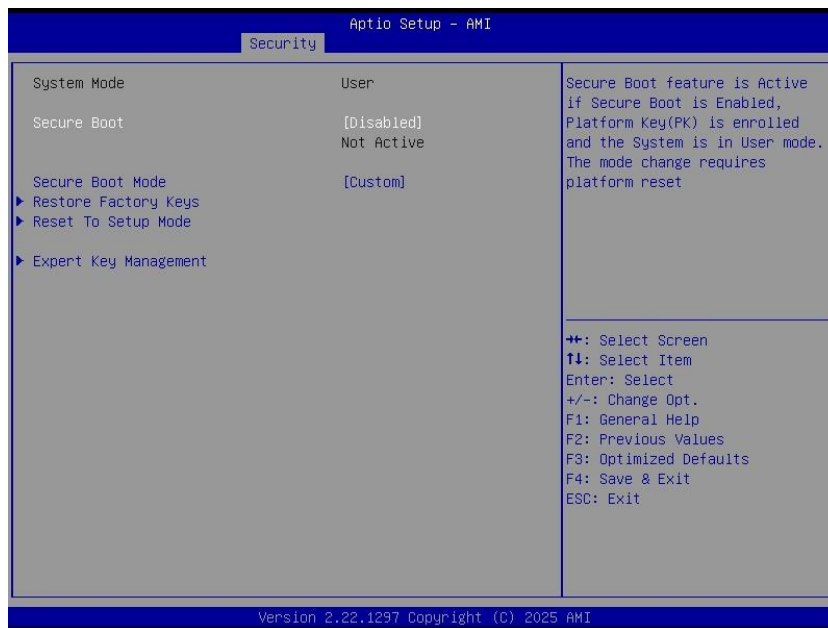 Aptio Setup – AMI
Security
System Mode User
Secure Boot [Disabled]
Not Active
Secure Boot Mode [Custom]
Restore Factory Keys
Reset To Setup Mode
Expert Key Management
Secure Boot feature is Active
if Secure Boot is Enabled,
Platform Key(PK) is enrolled
and the System is in User mode.
The mode change requires
platform reset
→←: Select Screen
↑↓: Select Item
Enter: Select
+/-: Change Opt.
F1: General Help
F2: Previous Values
F3: Optimized Defaults
F4: Save & Exit
ESC: Exit
Version 2.22.1297 Copyright (C) 2025 AMI